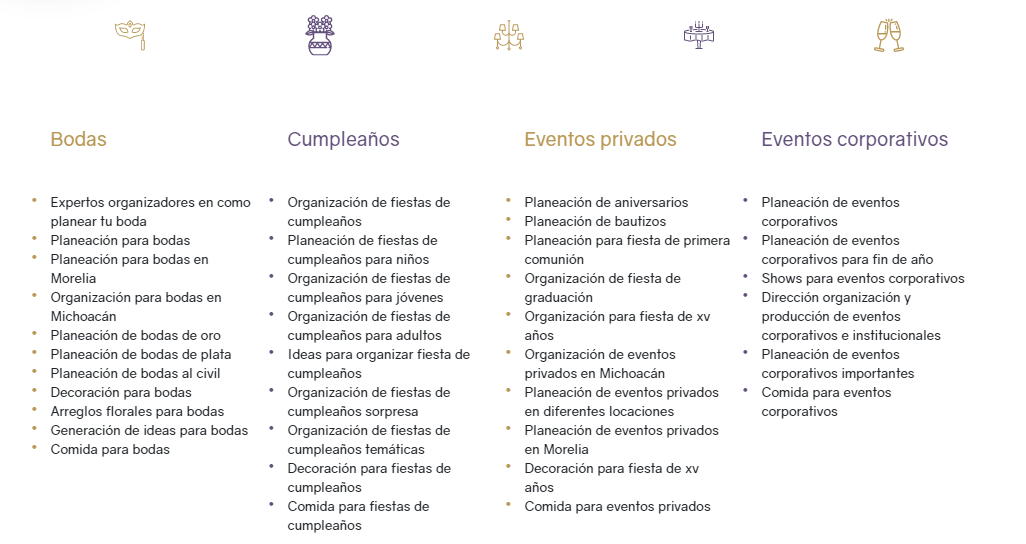 Bodas
Expertos organizadores en como
planear tu boda
Planeación para bodas
Planeación para bodas en
Morelia
Organización para bodas en
Michoacán
Planeación de bodas de oro
Planeación de bodas de plata
Planeación de bodas al civil
Decoración para bodas
Arreglos florales para bodas
Generación de ideas para bodas
Comida para bodas
Cumpleaños
Organización de fiestas de
cumpleaños
Planeación de fiestas de
cumpleaños para niños
Organización de fiestas de
cumpleaños para jóvenes
Organización de fiestas de
cumpleaños para adultos
Ideas para organizar fiesta de
cumpleaños
Organización de fiestas de
cumpleaños sorpresa
Organización de fiestas de
cumpleaños temáticas
Decoración para fiestas de
cumpleaños
Comida para fiestas de
cumpleaños
Eventos privados
Planeación de aniversarios
Planeación de bautizos
Planeación para fiesta de primera
comunión
Organización de fiesta de
graduación
Organización para fiesta de xv
años
Organización de eventos
privados en Michoacán
Planeación de eventos privados
en diferentes locaciones
Planeación de eventos privados
en Morelia
Decoración para fiesta de xv
años
Comida para eventos privados
Eventos corporativos
Planeación de eventos
corporativos
Planeación de eventos
corporativos para fin de año
Shows para eventos corporativos
Dirección organización y
producción de eventos
corporativos e institucionales
Planeación de eventos
corporativos importantes
Comida para eventos
corporativos